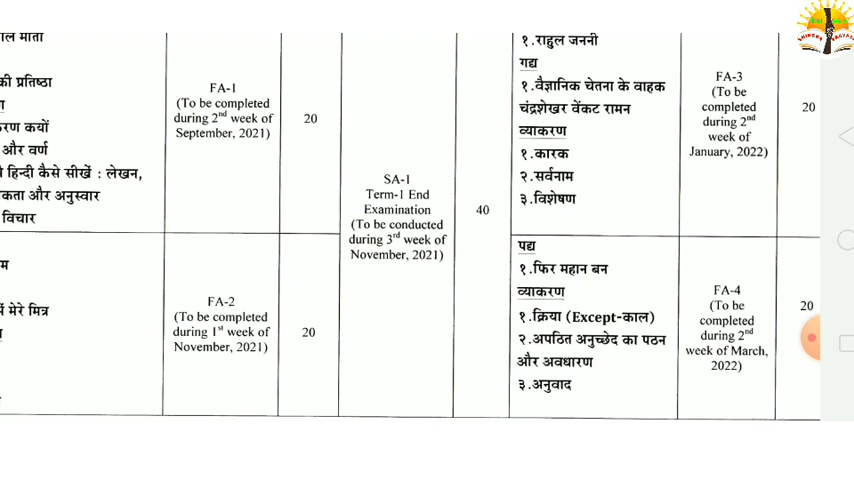 ाल माता
की प्रतिष्ठा
करण कयों
और वर्ण
हिन्दी कैसे सीखें : लेखन,
कता और अनुस्वार
विचार
FA-1
(To be completed
during 2nd week of
September, 2021)
20
में मेरे मित्र
FA-2
(To be completed
during 1st week of
November, 2021)
20
SA-1
Term-1 End
Examination
(To be conducted
during 3rd week of
November, 2021)
40
१.राहुल जननी
गद्य
१.वैज्ञानिक चेतना के वाहक
चंद्रशेखर वेंकट रामन
व्याकरण
१.कारक
२.सर्वनाम
३.विशेषण
FA-3
(To be
completed
during 2nd
week of
January, 2022)
20
पद्य
१.फिर महान बन
व्याकरण
१.क्रिया (Except-काल)
२.अपठित अनुच्छेद का पठन
और अवधारण
३.अनुवाद
FA-4
(To be
completed
during 2nd
week of March,
2022)
20